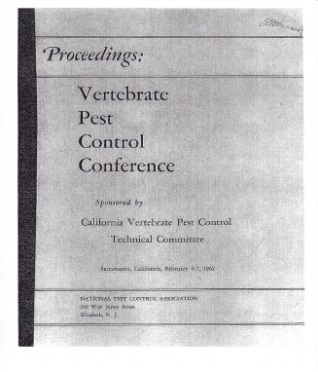 Proceedings:
Vertebrate
Pest
Control
Conference
Sponsored by
California Vertebrate Pest Control
Technical Committee
Sacramento, California, February 6-7, 1962
NATIONAL PEST CONTROL ASSOCIATION
250 West Jersey Street
Elizabeth, N. J.